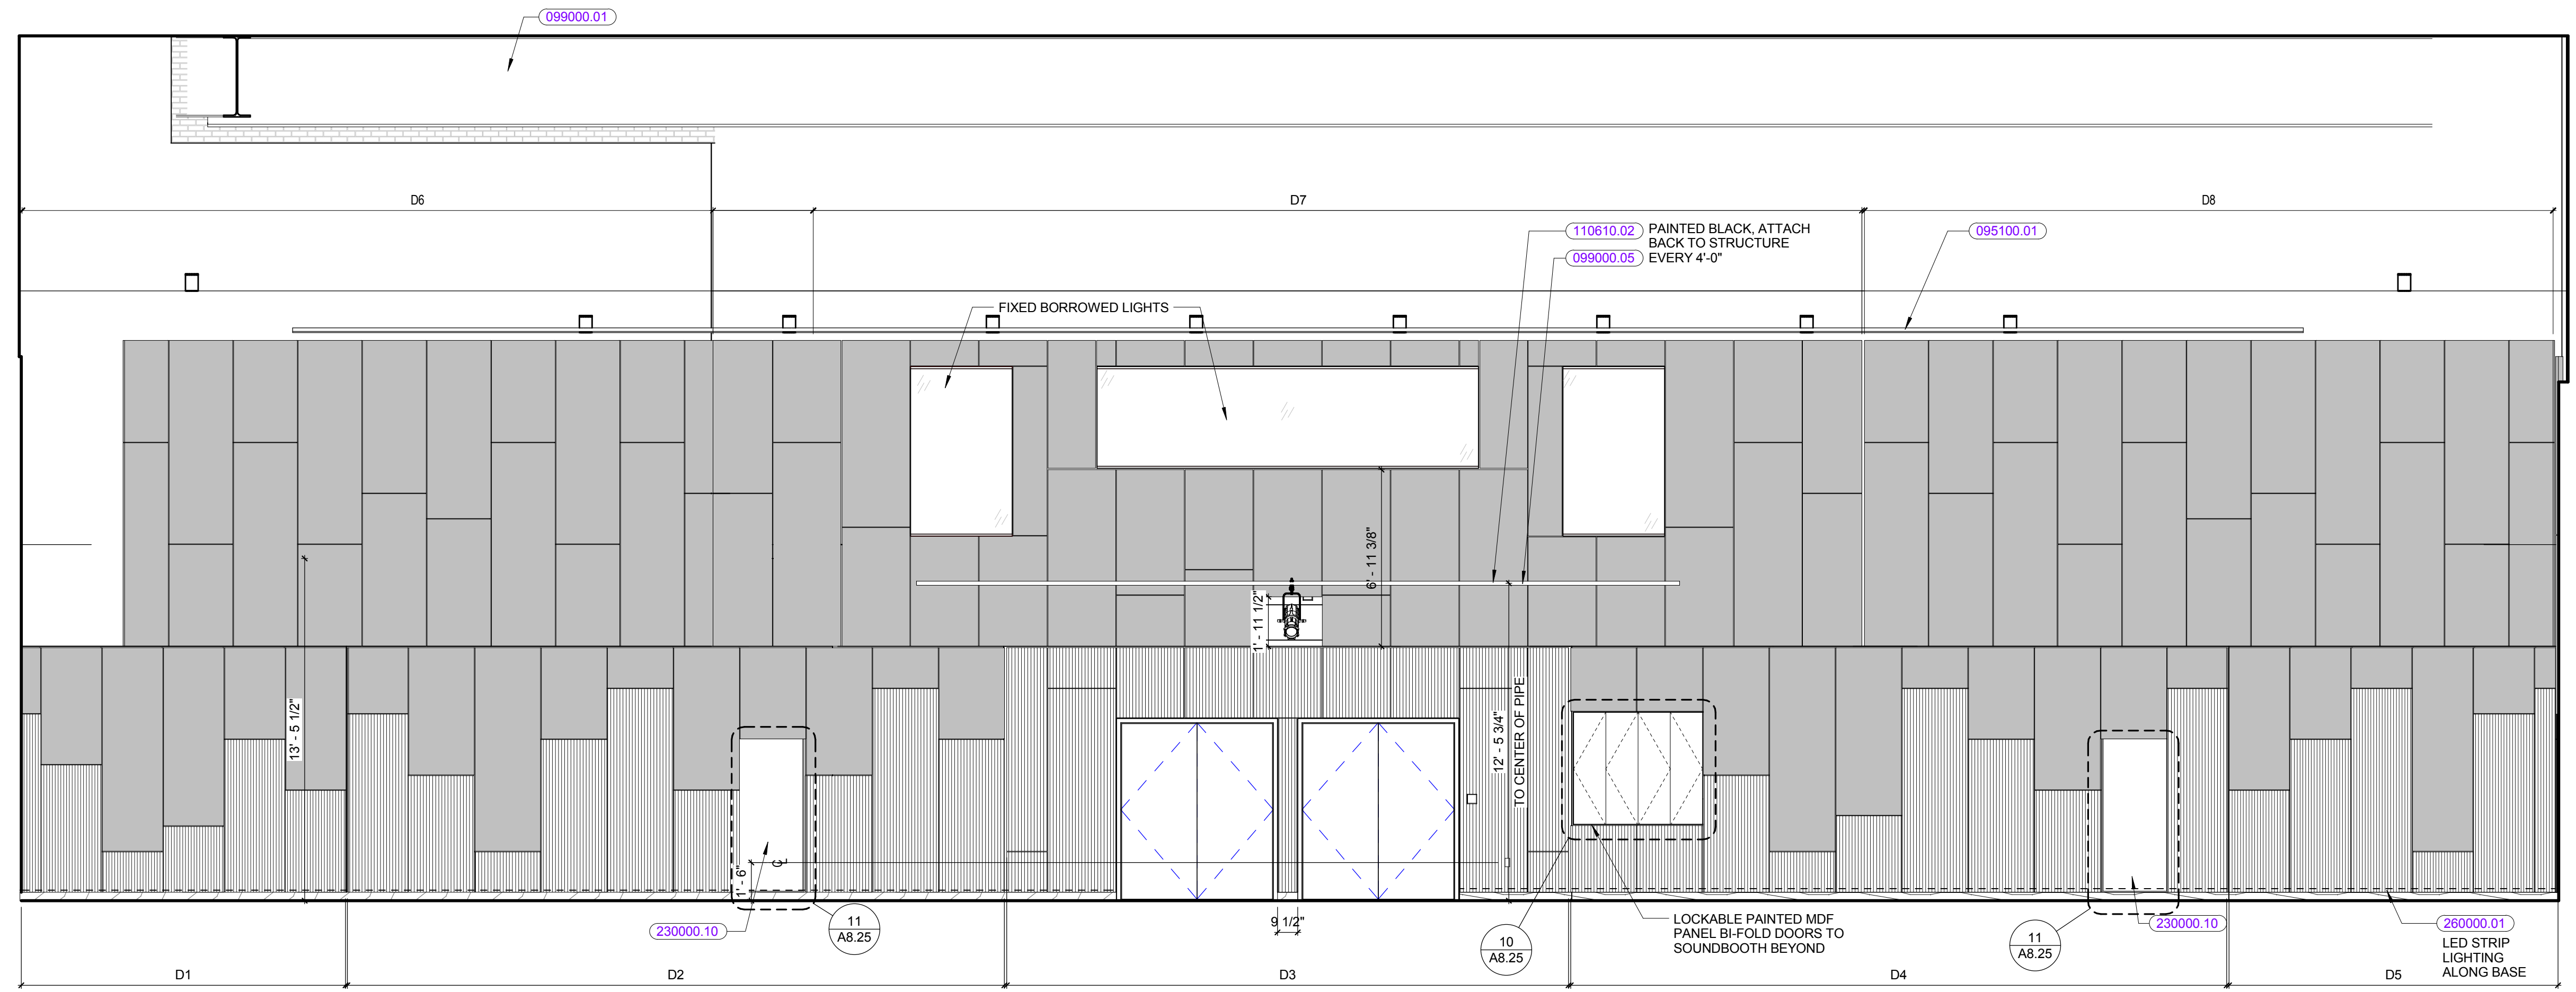 099000.01
D6
D7
D8
110610.02 PAINTED BLACK, ATTACH
BACK TO STRUCTURE
099000.05 EVERY 4'-0"
095100.01
FIXED BORROWED LIGHTS
6' - 11 3/8"
1' - 11 1/2"
13' - 5 1/2"
12' - 5 3/4"
TO CENTER OF PIPE
1' - 6"
CL
230000.10
11
A8.25
9 1/2"
10
A8.25
LOCKABLE PAINTED MDF
PANEL BI-FOLD DOORS TO
SOUNDBOOTH BEYOND
11
A8.25
230000.10
260000.01
LED STRIP
LIGHTING
ALONG BASE
D1
D2
D3
D4
D5